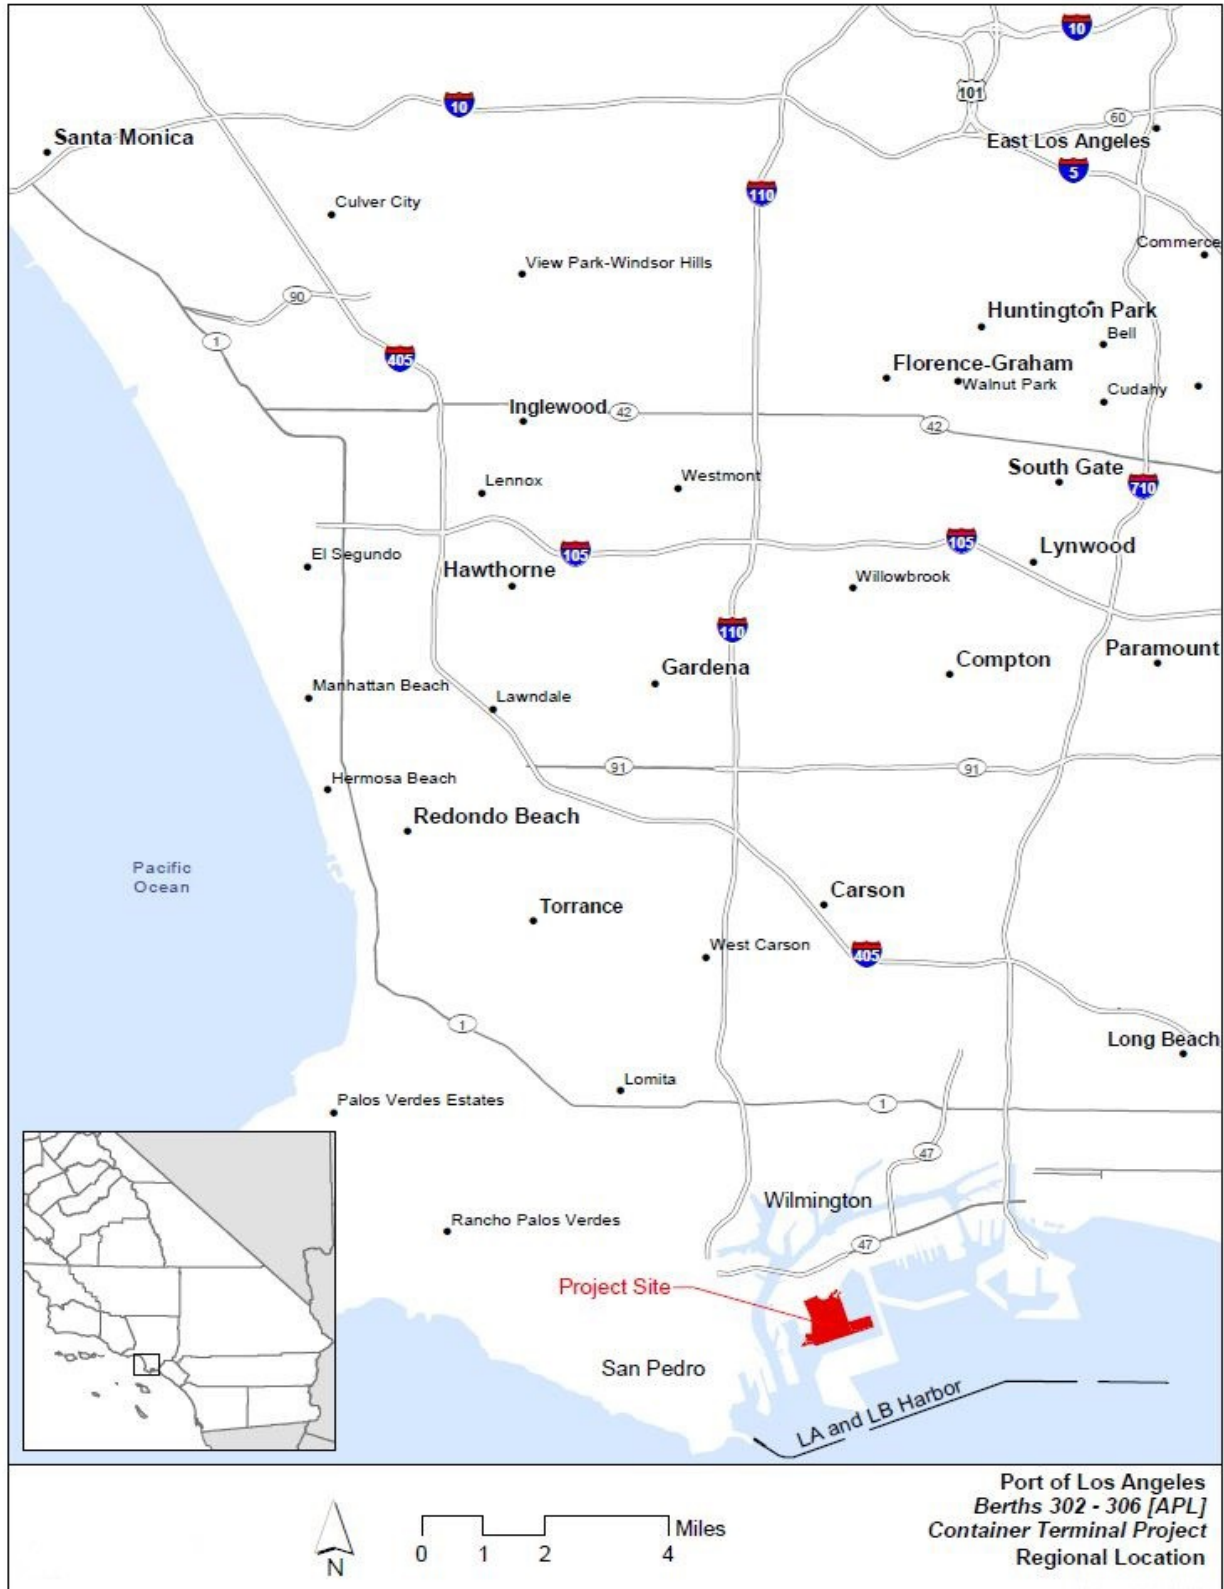 10
10
101
Santa Monica
60
East Los Angeles
5
110
Culver City
Commerce
View Park-Windsor Hills
90
Huntington Park
1
Bell
405
Florence-Graham
Walnut Park
Cudahy
Inglewood
42
42
South Gate
Lennox
Westmont
710
105
105
El Segundo
Lynwood
Hawthorne
Willowbrook
110
Paramount
Gardena
Compton
Manhattan Beach
Lawndale
91
91
Hermosa Beach
Redondo Beach
Pacific
Ocean
Carson
Torrance
West Carson
405
1
Long Beach
Lomita
Palos Verdes Estates
1
47
Wilmington
Rancho Palos Verdes
47
Project Site
San Pedro
LA and LB Harbor
Port of Los Angeles
Berths 302 - 306 [APL]
Container Terminal Project
Regional Location
Miles
0 1 2 4
N